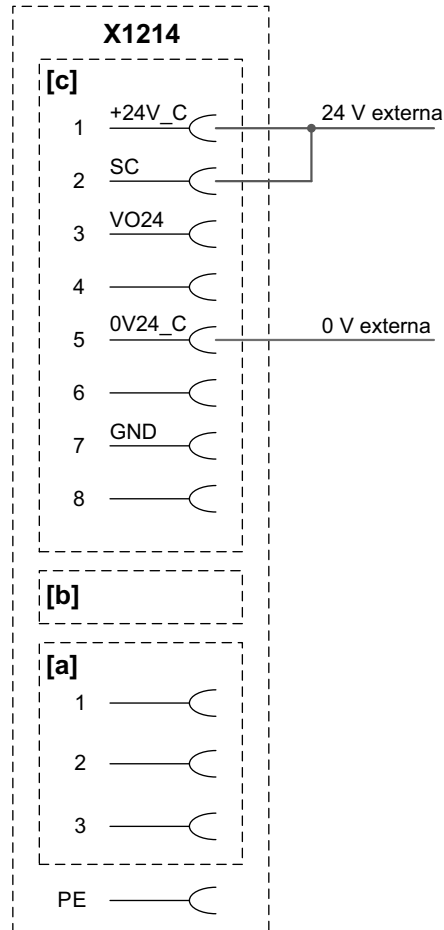 X1214
[c]
1 +24V_C 24 V externa
2 SC
3 VO24
4
5 0V24_C 0 V externa
6
7 GND
8
[b]
[a]
1
2
3
PE